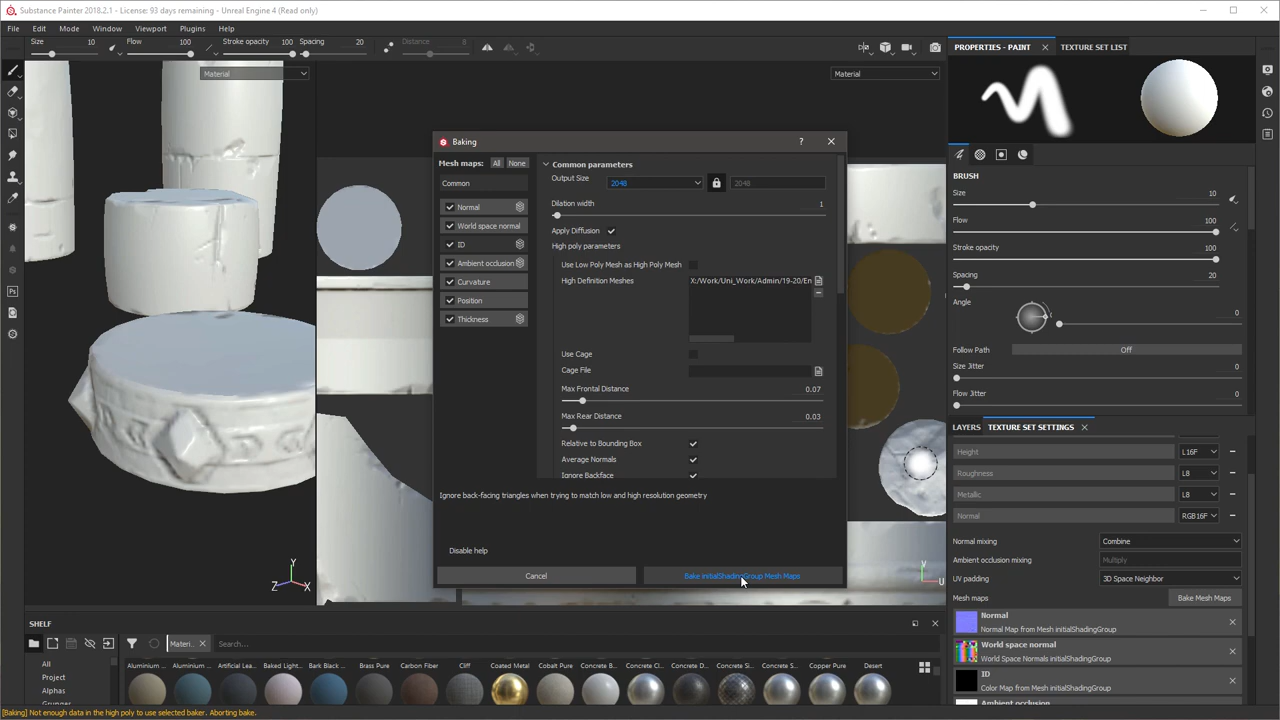 Substance Painter 2018.2.1 - License: 93 days remaining - Unreal Engine 4 (Read only)
File Edit Mode Window Viewport Plugins Help
Size 10 Flow 100 Stroke opacity 100 Spacing 20 Distance 8
Material
Material
PROPERTIES - PAINT
TEXTURE SET LIST
BRUSH
Size 10
Flow 100
Stroke opacity 100
Spacing 20
Angle 0
Follow Path Off
Size Jitter 0
Flow Jitter 0
LAYERS TEXTURE SET SETTINGS
Height L16F
Roughness L8
Metallic L8
Normal RGB16F
Normal mixing Combine
Ambient occlusion mixing Multiply
UV padding 3D Space Neighbor
Mesh maps Bake Mesh Maps
Normal
Normal Map from Mesh initialShadingGroup
World space normal
World Space Normals initialShadingGroup
ID
Color Map from Mesh initialShadingGroup
Baking ?
Mesh maps: All None
Common
Normal
World space normal
ID
Ambient occlusion
Curvature
Position
Thickness
Common parameters
Output Size 2048 2048
Dilation width 1
Apply Diffusion
High poly parameters
Use Low Poly Mesh as High Poly Mesh
High Definition Meshes X:/Work/Uni_Work/Admin/19-20/En
Use Cage
Cage File
Max Frontal Distance 0.07
Max Rear Distance 0.03
Relative to Bounding Box
Average Normals
Ignore Backface
Ignore back-facing triangles when trying to match low and high resolution geometry
Disable help
Cancel
Bake initialShadingGroup Mesh Maps
Y
Z X
Y
U
SHELF
Materi... Search...
All
Project
Alphas
Grunges
Aluminium ... Aluminium ... Artificial Lea... Baked Light... Bark Black ... Brass Pure Carbon Fiber Cliff Coated Metal Cobalt Pure Concrete B... Concrete Cl... Concrete D... Concrete Si... Concrete S... Copper Pure Desert
[Baking] Not enough data in the high poly to use selected baker. Aborting bake.